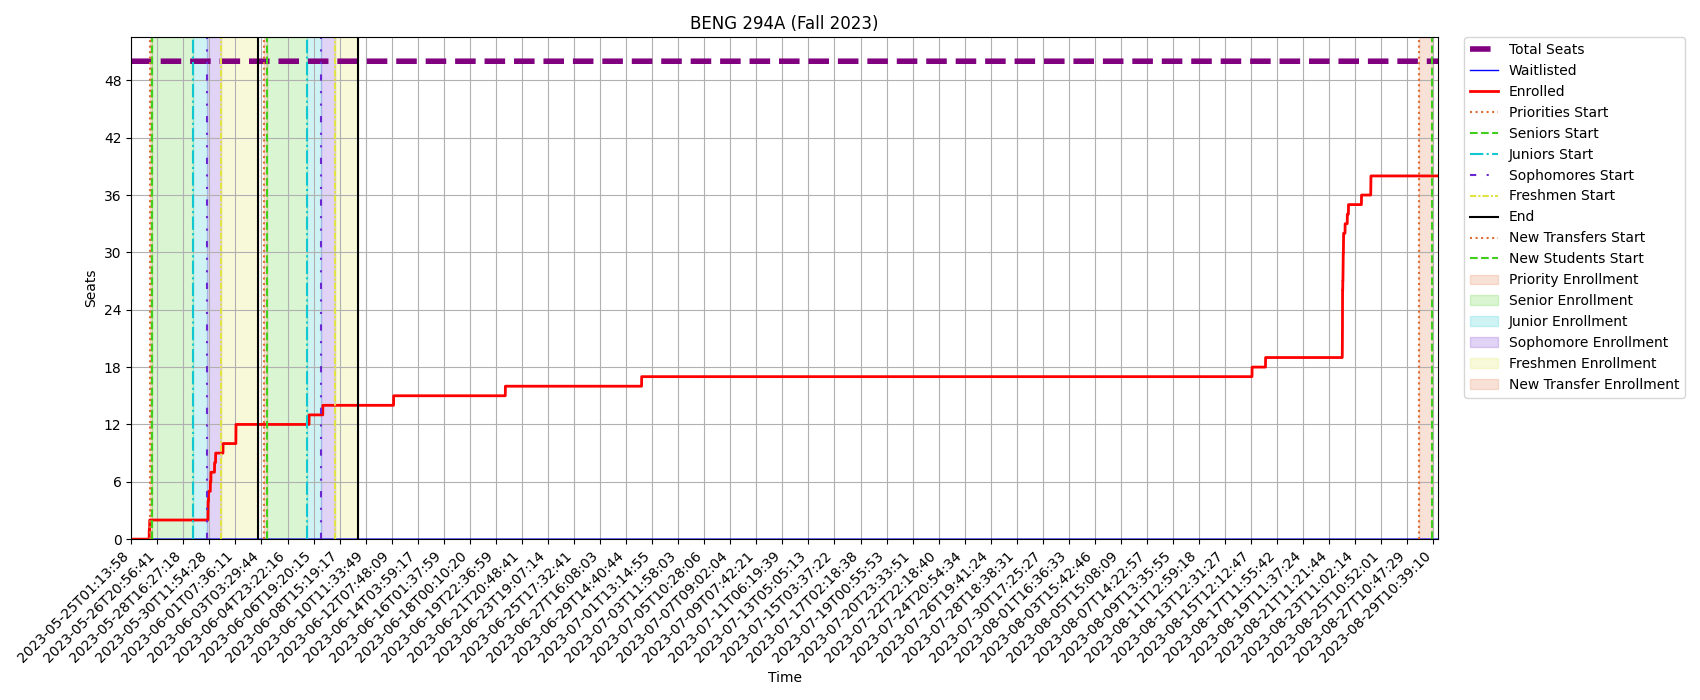 BENG 294A (Fall 2023)
Seats
48
42
36
30
24
18
12
6
0
2023-05-25T01:13:58
2023-05-26T20:56:41
2023-05-28T16:27:18
2023-05-30T11:54:28
2023-06-01T07:36:11
2023-06-03T03:29:44
2023-06-04T23:22:16
2023-06-06T19:20:15
2023-06-08T15:19:17
2023-06-10T11:33:49
2023-06-12T07:48:09
2023-06-14T03:59:17
2023-06-16T01:37:59
2023-06-18T00:10:20
2023-06-19T22:36:59
2023-06-21T20:48:41
2023-06-23T19:07:14
2023-06-25T17:32:41
2023-06-27T16:08:03
2023-06-29T14:40:44
2023-07-01T13:14:55
2023-07-03T11:58:03
2023-07-05T10:28:06
2023-07-07T09:02:04
2023-07-09T07:42:21
2023-07-11T06:19:39
2023-07-13T05:05:13
2023-07-15T03:37:22
2023-07-17T02:18:38
2023-07-19T00:55:53
2023-07-20T23:33:51
2023-07-22T22:18:40
2023-07-24T20:54:34
2023-07-26T19:41:24
2023-07-28T18:38:31
2023-07-30T17:25:27
2023-08-01T16:36:33
2023-08-03T15:42:46
2023-08-05T15:08:09
2023-08-07T14:22:57
2023-08-09T13:35:55
2023-08-11T12:59:18
2023-08-13T12:31:27
2023-08-15T12:12:47
2023-08-17T11:55:42
2023-08-19T11:37:24
2023-08-21T11:21:44
2023-08-23T11:02:14
2023-08-25T10:52:01
2023-08-27T10:47:29
2023-08-29T10:39:10
Time
Total Seats
Waitlisted
Enrolled
Priorities Start
Seniors Start
Juniors Start
Sophomores Start
Freshmen Start
End
New Transfers Start
New Students Start
Priority Enrollment
Senior Enrollment
Junior Enrollment
Sophomore Enrollment
Freshmen Enrollment
New Transfer Enrollment